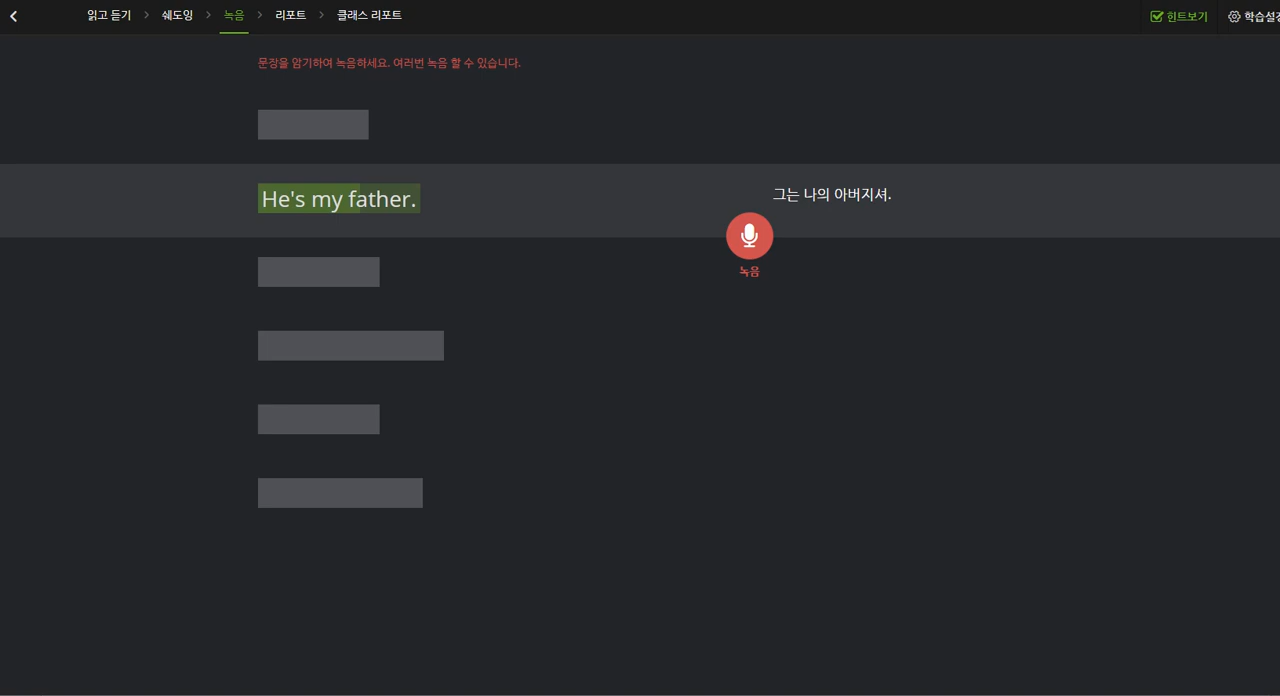 읽고 듣기 > 쉐도잉 > 녹음 > 리포트 > 클래스 리포트
힌트보기
문장을 암기하여 녹음하세요. 여러번 녹음 할 수 있습니다.
He's my father.
그는 나의 아버지셔.
녹음